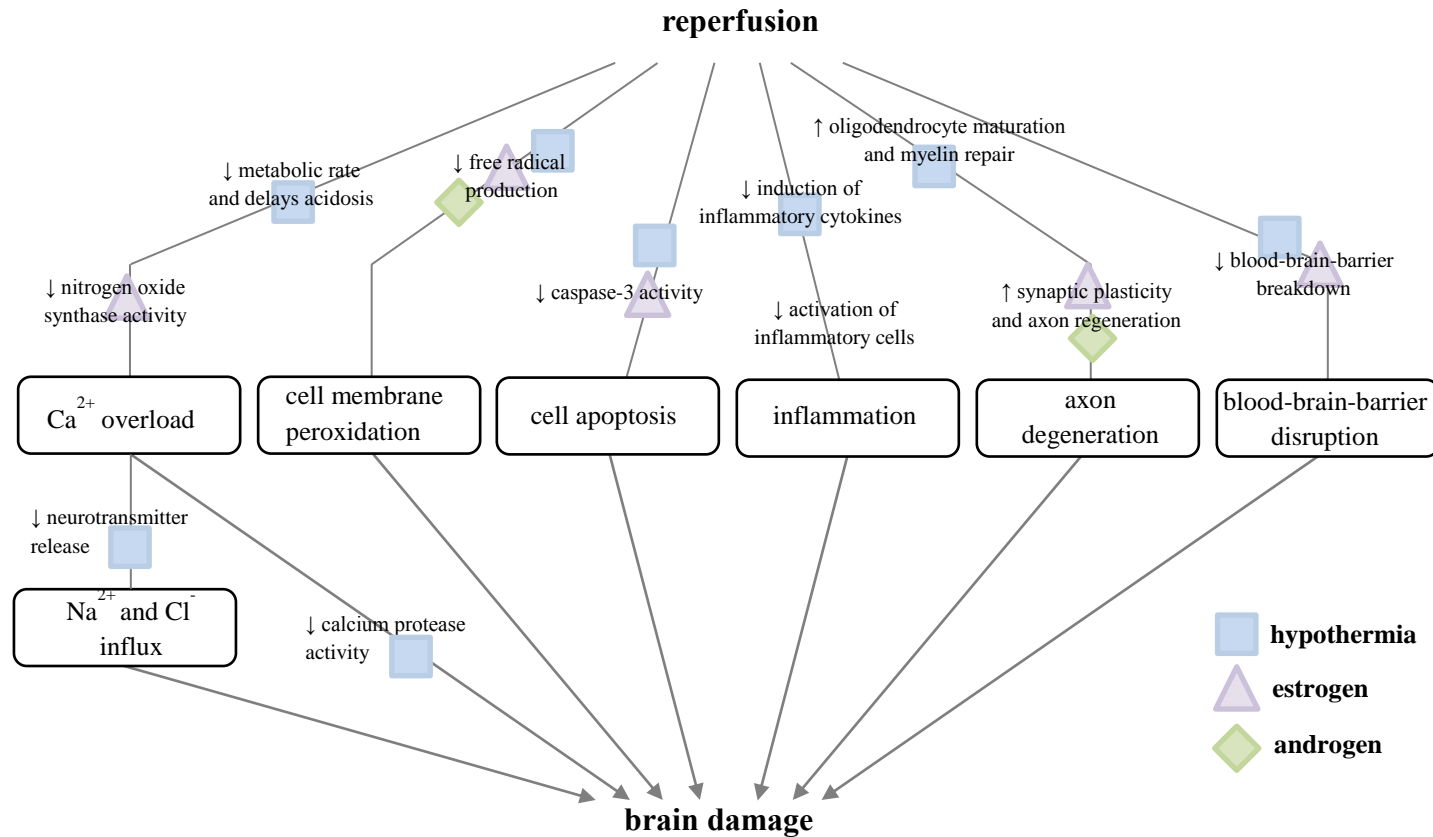 reperfusion
↑ oligodendrocyte maturation
and myelin repair
↓ metabolic rate
and delays acidosis
↓ free radical
production
↓ induction of
inflammatory cytokines
↓ nitrogen oxide
synthase activity
↓ caspase-3 activity
↓ activation of
inflammatory cells
↑ synaptic plasticity
and axon regeneration
↓ blood-brain-barrier
breakdown
Ca2+ overload
cell membrane
peroxidation
cell apoptosis
inflammation
axon
degeneration
blood-brain-barrier
disruption
↓ neurotransmitter
release
Na2+ and Cl-
influx
↓ calcium protease
activity
hypothermia
estrogen
androgen
brain damage